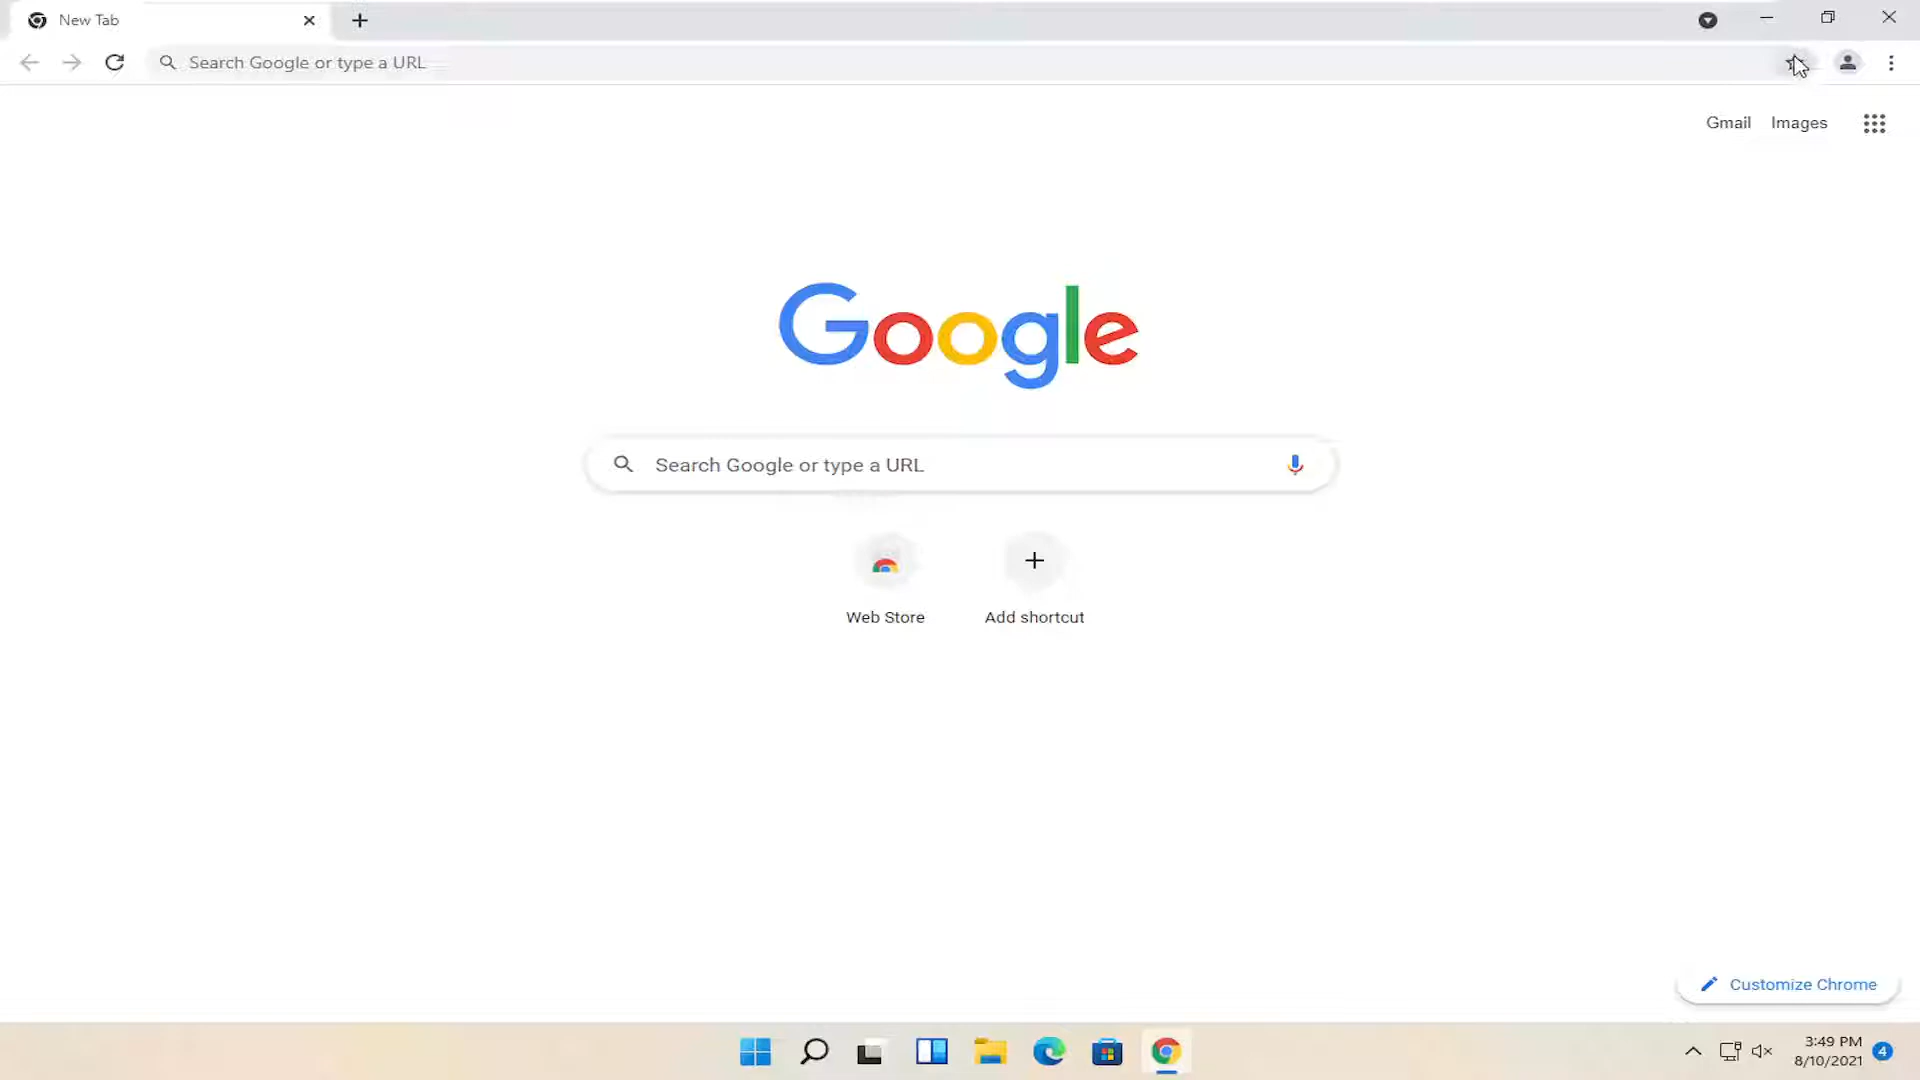 New Tab
Search Google or type a URL
Gmail Images
Google
Search Google or type a URL
Web Store Add shortcut
Customize Chrome
3:49 PM
8/10/2021
4